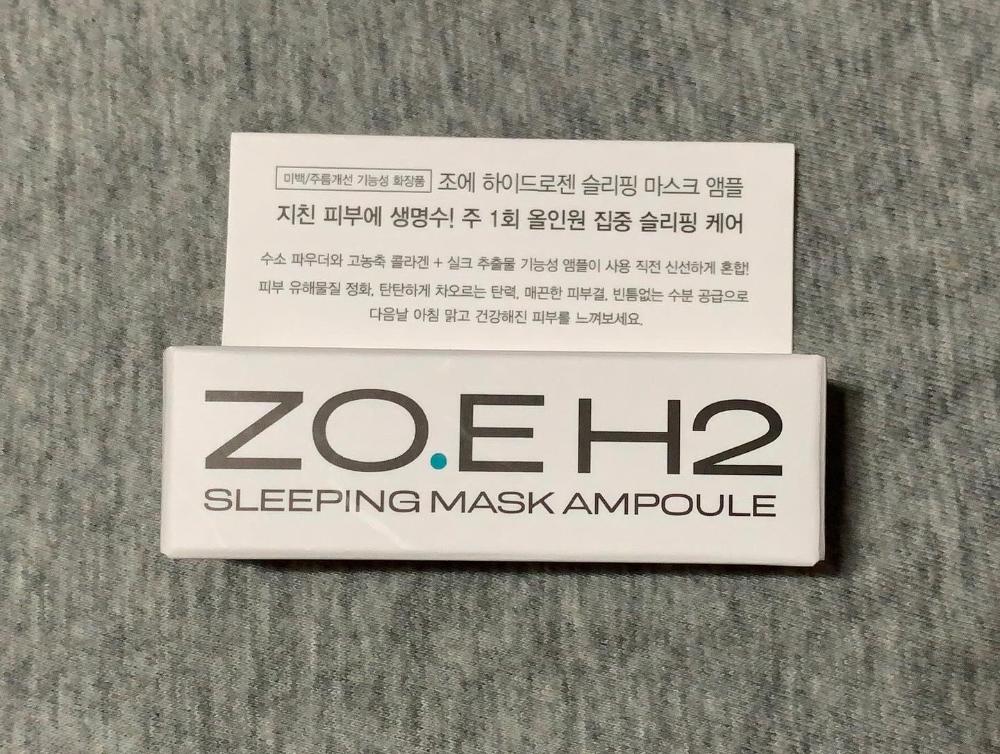 미백/주름개선 기능성 화장품 조에 하이드로젠 슬리핑 마스크 앰플
지친 피부에 생명수! 주 1회 올인원 집중 슬리핑 케어
수소 파우더와 고농축 콜라겐 + 실크 추출물 기능성 앰플이 사용 직전 신선하게 혼합!
피부 유해물질 정화, 탄탄하게 차오르는 탄력, 매끈한 피부결, 빈틈없는 수분 공급으로
다음날 아침 맑고 건강해진 피부를 느껴보세요.
ZO.E H2
SLEEPING MASK AMPOULE